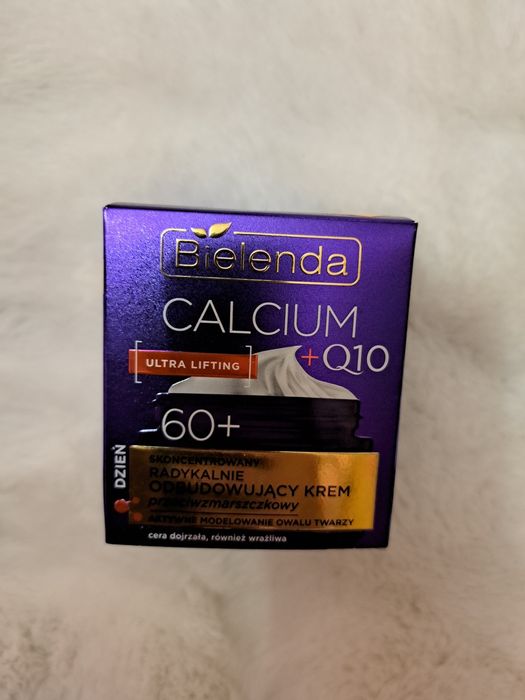 Bielenda
CALCIUM
+Q10
[ULTRA LIFTING]
60+
DZIEŃ
SKONCENTROWANY
RADYKALNIE
ODBUDOWUJĄCY KREM
przeciwzmarszczkowy
AKTYWNE MODELOWANIE OWALU TWARZY
cera dojrzała, również wrażliwa